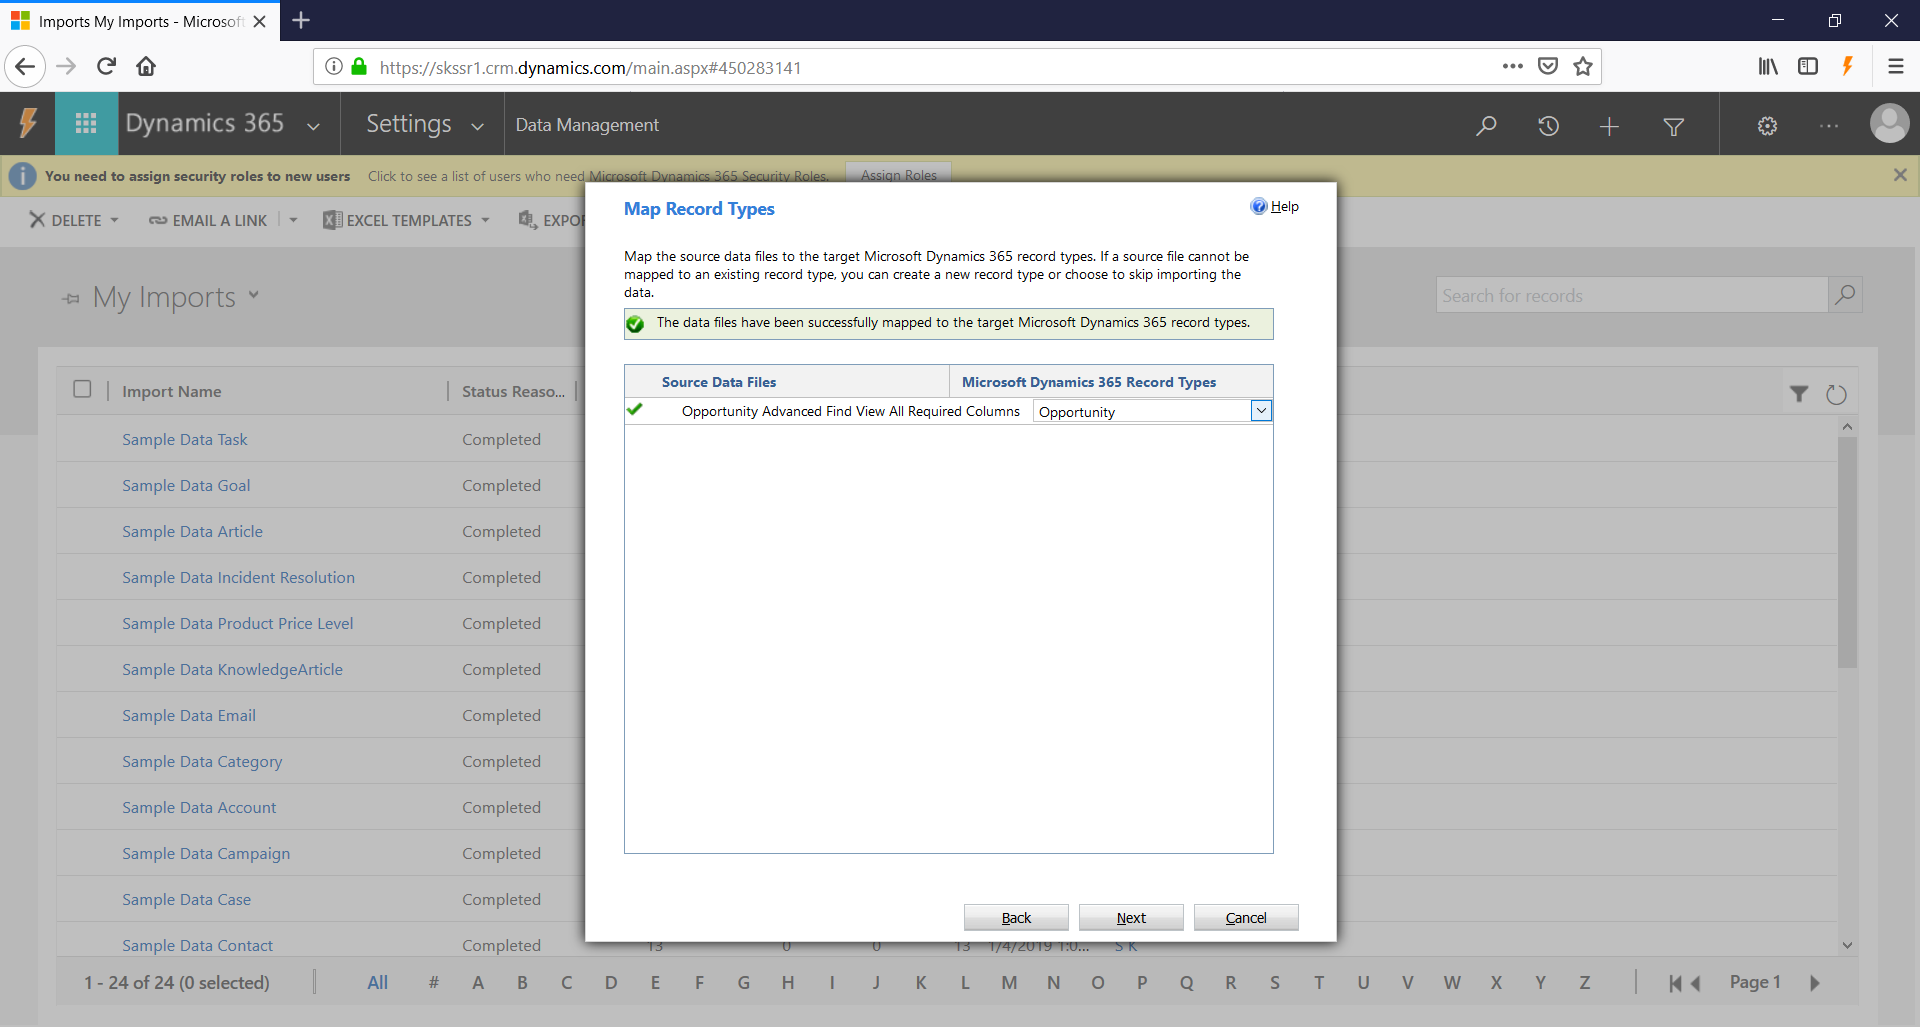 Imports My Imports - Microsoft
https://skssr1.crm.dynamics.com/main.aspx#450283141
Dynamics 365
Settings
Data Management
You need to assign security roles to new users Click to see a list of users who need Microsoft Dynamics 365 Security Roles. Assign Roles
DELETE
EMAIL A LINK
EXCEL TEMPLATES
EXPO
My Imports
Search for records
Import Name
Status Reaso...
Sample Data Task Completed
Sample Data Goal Completed
Sample Data Article Completed
Sample Data Incident Resolution Completed
Sample Data Product Price Level Completed
Sample Data KnowledgeArticle Completed
Sample Data Email Completed
Sample Data Category Completed
Sample Data Account Completed
Sample Data Campaign Completed
Sample Data Case Completed
Sample Data Contact Completed 13 0 0 13 1/4/2019 1:0... S K
1 - 24 of 24 (0 selected) All # A B C D E F G H I J K L M N O P Q R S T U V W X Y Z Page 1
Map Record Types
Help
Map the source data files to the target Microsoft Dynamics 365 record types. If a source file cannot be
mapped to an existing record type, you can create a new record type or choose to skip importing the
data.
The data files have been successfully mapped to the target Microsoft Dynamics 365 record types.
Source Data Files
Microsoft Dynamics 365 Record Types
Opportunity Advanced Find View All Required Columns
Opportunity
Back
Next
Cancel